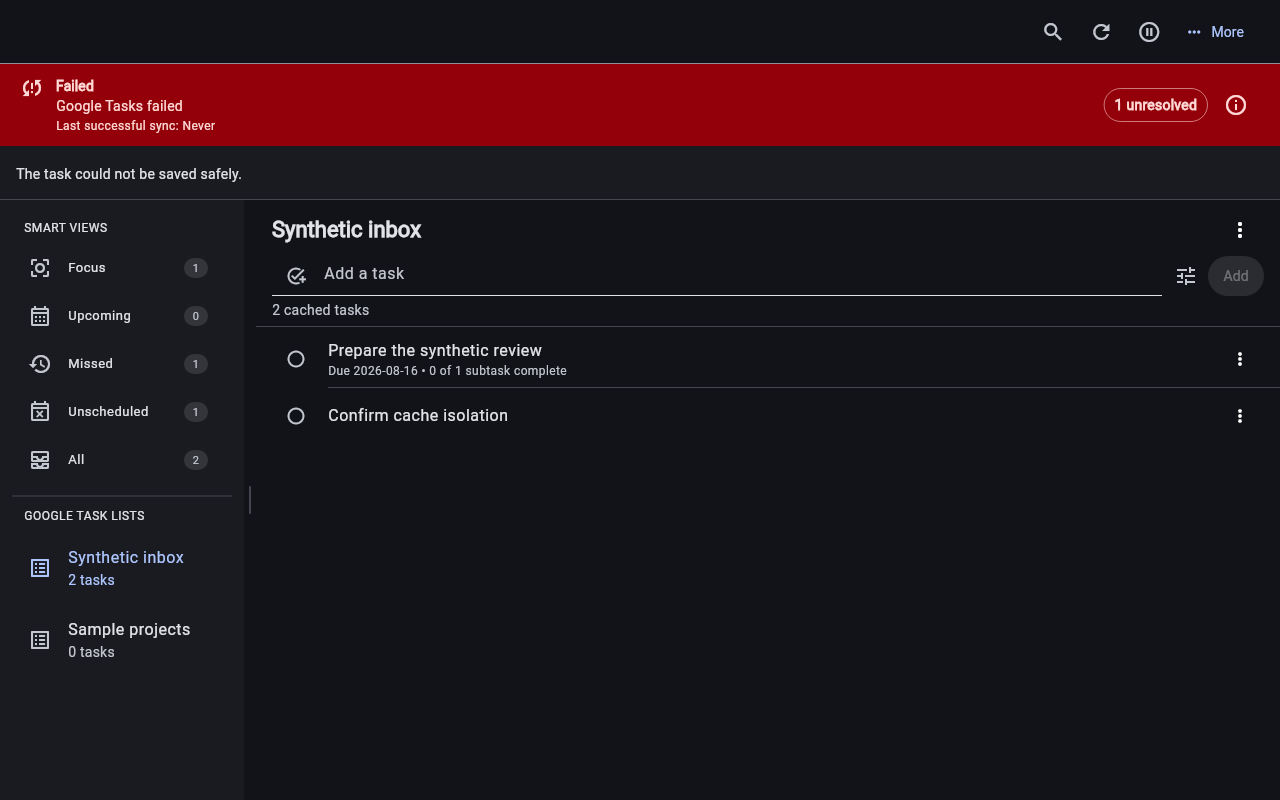 More
Failed
Google Tasks failed
Last successful sync: Never
1 unresolved
The task could not be saved safely.
SMART VIEWS
Focus 1
Upcoming 0
Missed 1
Unscheduled 1
All 2
GOOGLE TASK LISTS
Synthetic inbox
2 tasks
Sample projects
0 tasks
Synthetic inbox
Add a task
Add
2 cached tasks
Prepare the synthetic review
Due 2026-08-16 • 0 of 1 subtask complete
Confirm cache isolation